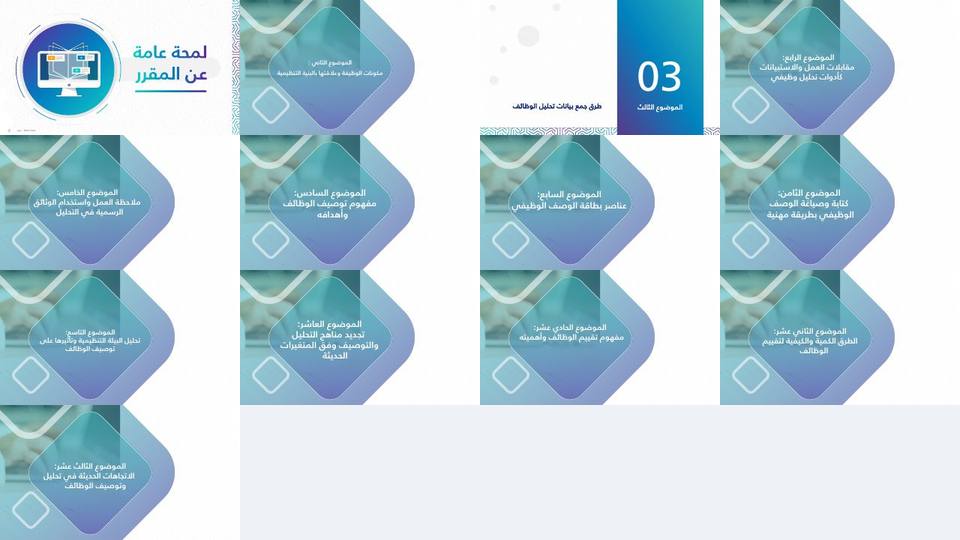 لمحة عامة
عن المقرر
الموضوع الثاني :
مكونات الوظيفة وعلاقتها بالبنية التنظيمية
03
الموضوع الثالث
طرق جمع بيانات تحليل الوظائف
الموضوع الرابع:
مقابلات العمل والاستبيانات
كأدوات تحليل وظيفي
الموضوع الخامس:
ملاحظة العمل واستخدام الوثائق
الرسمية في التحليل
الموضوع السادس:
مفهوم توصيف الوظائف
وأهدافه
الموضوع السابع:
عناصر بطاقة الوصف الوظيفي
الموضوع الثامن:
كتابة وصياغة الوصف
الوظيفي بطريقة مهنية
الموضوع التاسع:
تحليل البيئة التنظيمية وتأثيرها على
توصيف الوظائف
الموضوع العاشر:
تجديد مناهج التحليل
والتوصيف وفق المتغيرات
الحديثة
الموضوع الحادي عشر:
مفهوم تقييم الوظائف وأهميته
الموضوع الثاني عشر:
الطرق الكمية والكيفية لتقييم
الوظائف
الموضوع الثالث عشر:
الاتجاهات الحديثة في تحليل
وتوصيف الوظائف